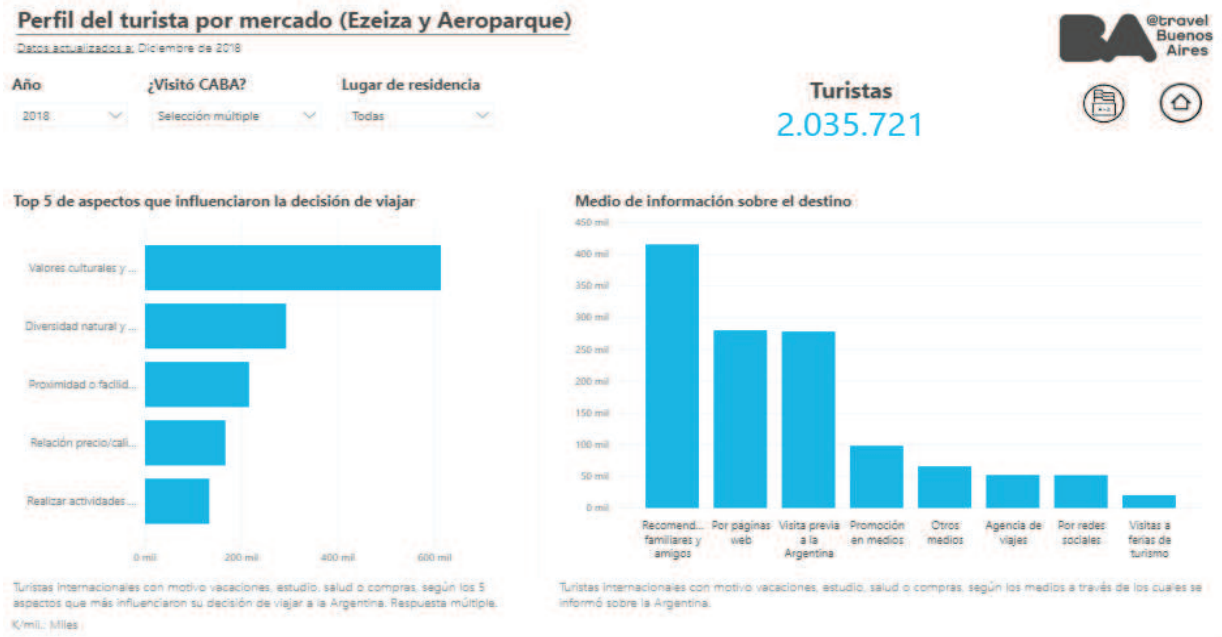 Perfil del turista por mercado (Ezeiza y Aeroparque)
Datos actualizados a: Diciembre de 2018
BA @travel
Buenos
Aires
Año
¿Visitó CABA?
Lugar de residencia
2018
Selección múltiple
Todas
Turistas
2.035.721
Top 5 de aspectos que influenciaron la decisión de viajar
Valores culturales y ...
Diversidad natural y ...
Proximidad o facilid...
Relación precio/cali...
Realizar actividades ...
0 mil
200 mil
400 mil
600 mil
Turistas internacionales con motivo vacaciones, estudio, salud o compras, según los 5
aspectos que más influenciaron su decisión de viajar a la Argentina. Respuesta múltiple.
K/mil.: Miles
Medio de información sobre el destino
450 mil
400 mil
350 mil
300 mil
250 mil
200 mil
150 mil
100 mil
50 mil
0 mil
Recomend...
familiares y
amigos
Por páginas
web
Visita previa
a la
Argentina
Promoción
en medios
Otros
medios
Agencia de
viajes
Por redes
sociales
Visitas a
ferias de
turismo
Turistas internacionales con motivo vacaciones, estudio, salud o compras, según los medios a través de los cuales se
informó sobre la Argentina.